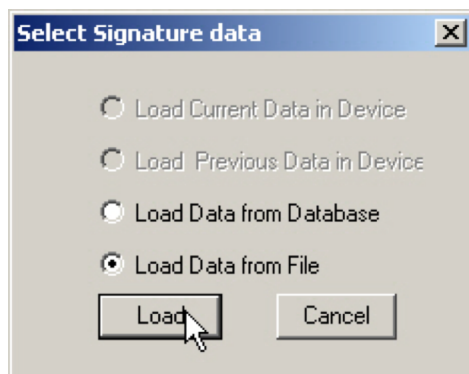 Select Signature data
Load Current Data in Device
Load Previous Data in Device
Load Data from Database
Load Data from File
Load Cancel